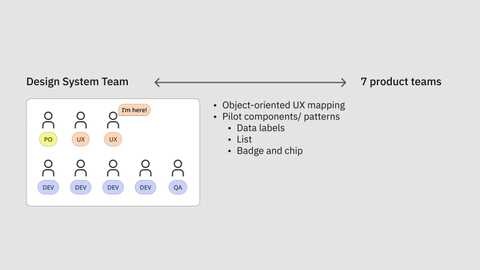 Design System Team
7 product teams
I'm here!
PO
UX
UX
DEV
DEV
DEV
DEV
QA
• Object-oriented UX mapping
• Pilot components/ patterns
• Data labels
• List
• Badge and chip